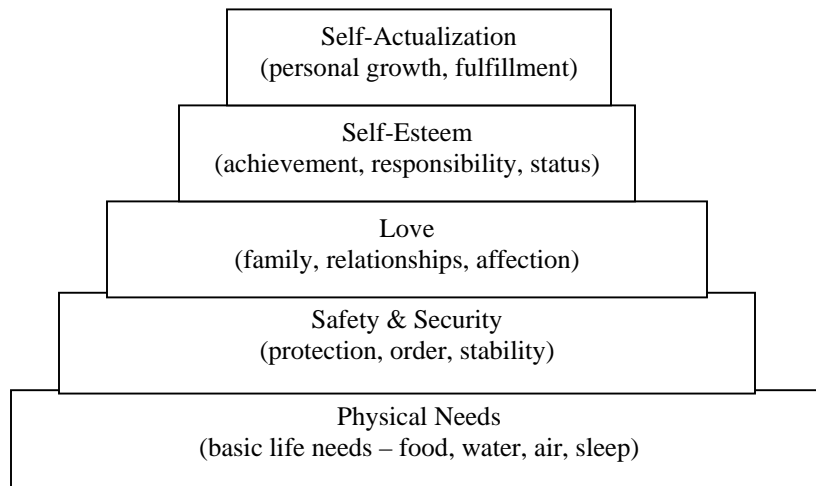 Self-Actualization
(personal growth, fulfillment)
Self-Esteem
(achievement, responsibility, status)
Love
(family, relationships, affection)
Safety & Security
(protection, order, stability)
Physical Needs
(basic life needs – food, water, air, sleep)